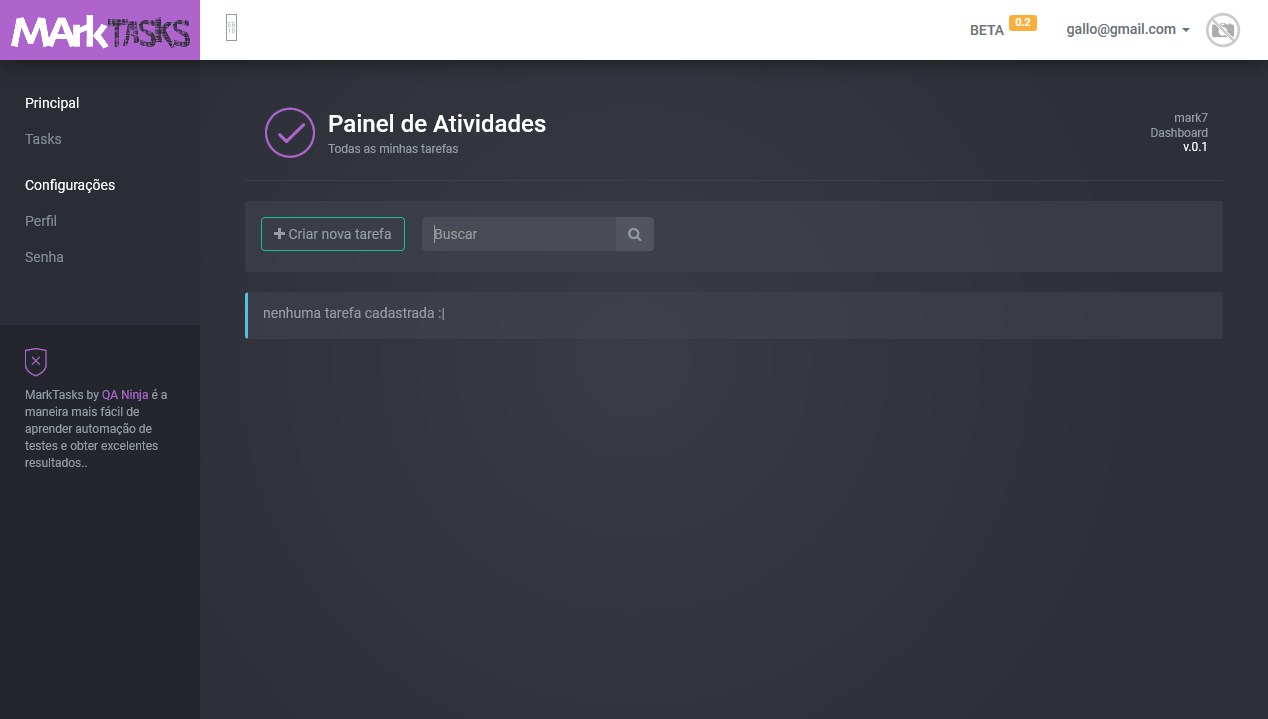 MArkTASKS
BETA 0.2
gallo@gmail.com
Principal
Tasks
Configurações
Perfil
Senha
MarkTasks by QA Ninja é a
maneira mais fácil de
aprender automação de
testes e obter excelentes
resultados..
Painel de Atividades
Todas as minhas tarefas
mark7
Dashboard
v.0.1
Criar nova tarefa
Buscar
nenhuma tarefa cadastrada :|